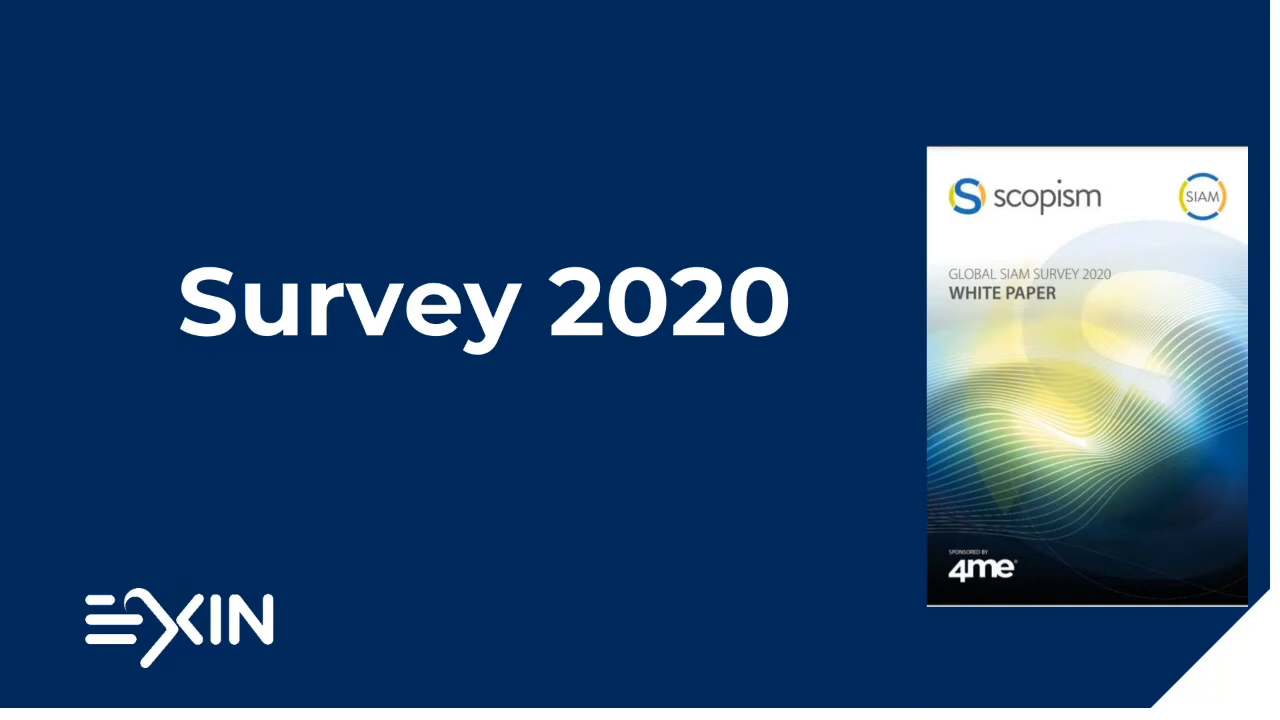 Survey 2020
scopism
SIAM
GLOBAL SIAM SURVEY 2020
WHITE PAPER
SPONSORED BY
4me
EXIN